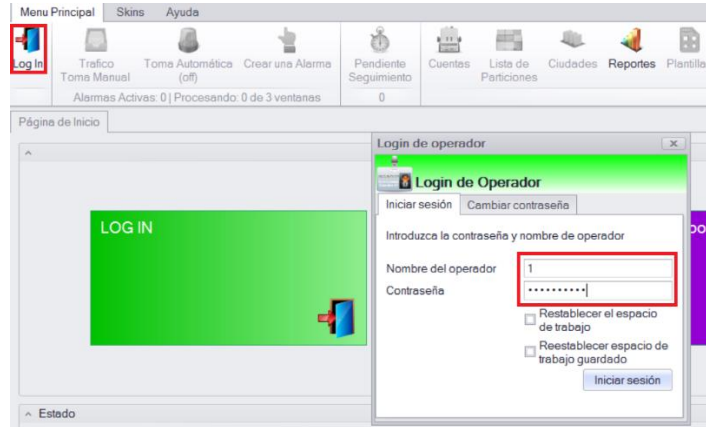 Menu Principal Skins Ayuda
Log In
Trafico
Toma Manual
Toma Automática
(off)
Crear una Alarma
Pendiente
Seguimiento
Cuentas
Lista de
Particiones
Ciudades
Reportes
Plantilla
Alarmas Activas: 0 | Procesando: 0 de 3 ventanas
0
Página de Inicio
LOG IN
Login de operador
Login de Operador
Iniciar sesión Cambiar contraseña
Introduzca la contraseña y nombre de operador
Nombre del operador 1
Contraseña ••••••••••
Restablecer el espacio
de trabajo
Reestablecer espacio de
trabajo guardado
Iniciar sesión
Estado